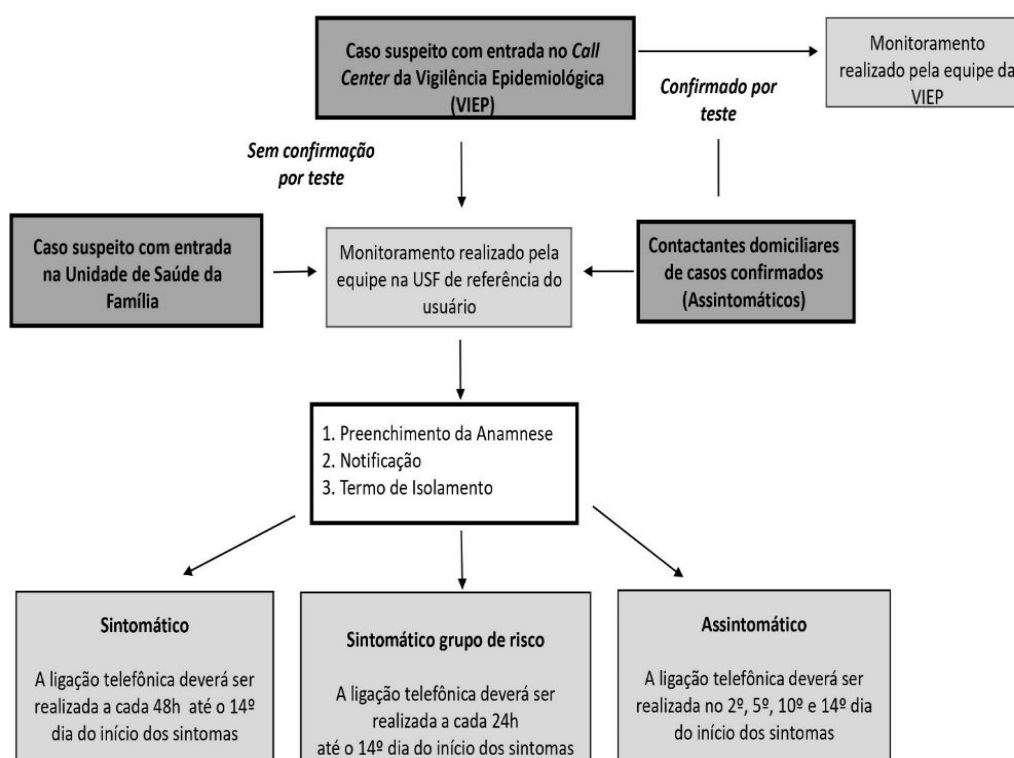 Caso suspeito com entrada no Call
Center da Vigilência Epidemiológica
(VIEP)
Monitoramento
realizado pela equipe da
VIEP
Confirmado por
teste
Sem confirmação
por teste
Caso suspeito com entrada
na Unidade de Saúde da
Família
Monitoramento realizado pela
equipe na USF de referência do
usuário
Contactantes domiciliares
de casos confirmados
(Assintomáticos)
1. Preenchimento da Anamnese
2. Notificação
3. Termo de Isolamento
Sintomático
A ligação telefônica deverá ser
realizada a cada 48h até o 14º
dia do início dos sintomas
Sintomático grupo de risco
A ligação telefônica deverá ser
realizada a cada 24h
até o 14º dia do início dos sintomas
Assintomático
A ligação telefônica deverá ser
realizada no 2º, 5º, 10º e 14º dia
do início dos sintomas